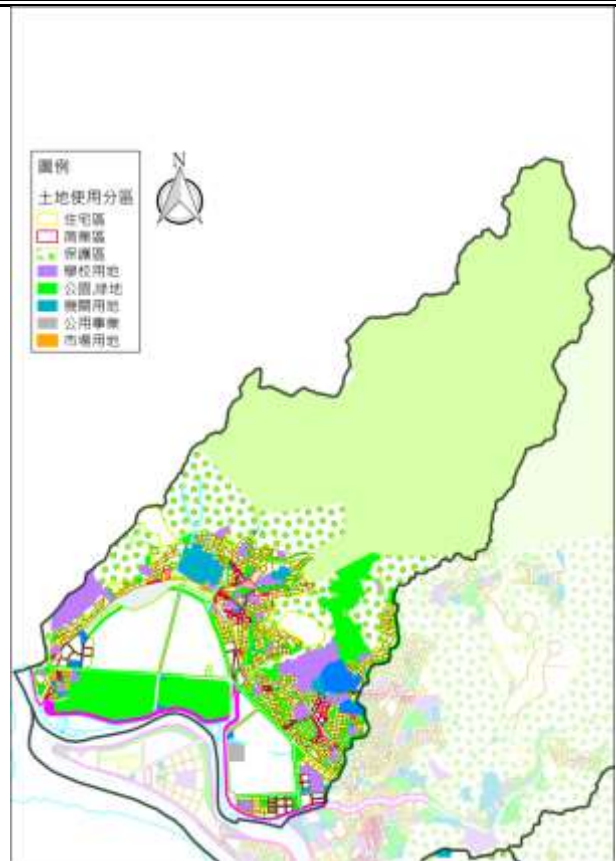 圖例
N
土地使用分區
住宅區
商業區
保護區
學校用地
公園,綠地
機關用地
公用事業
市場用地